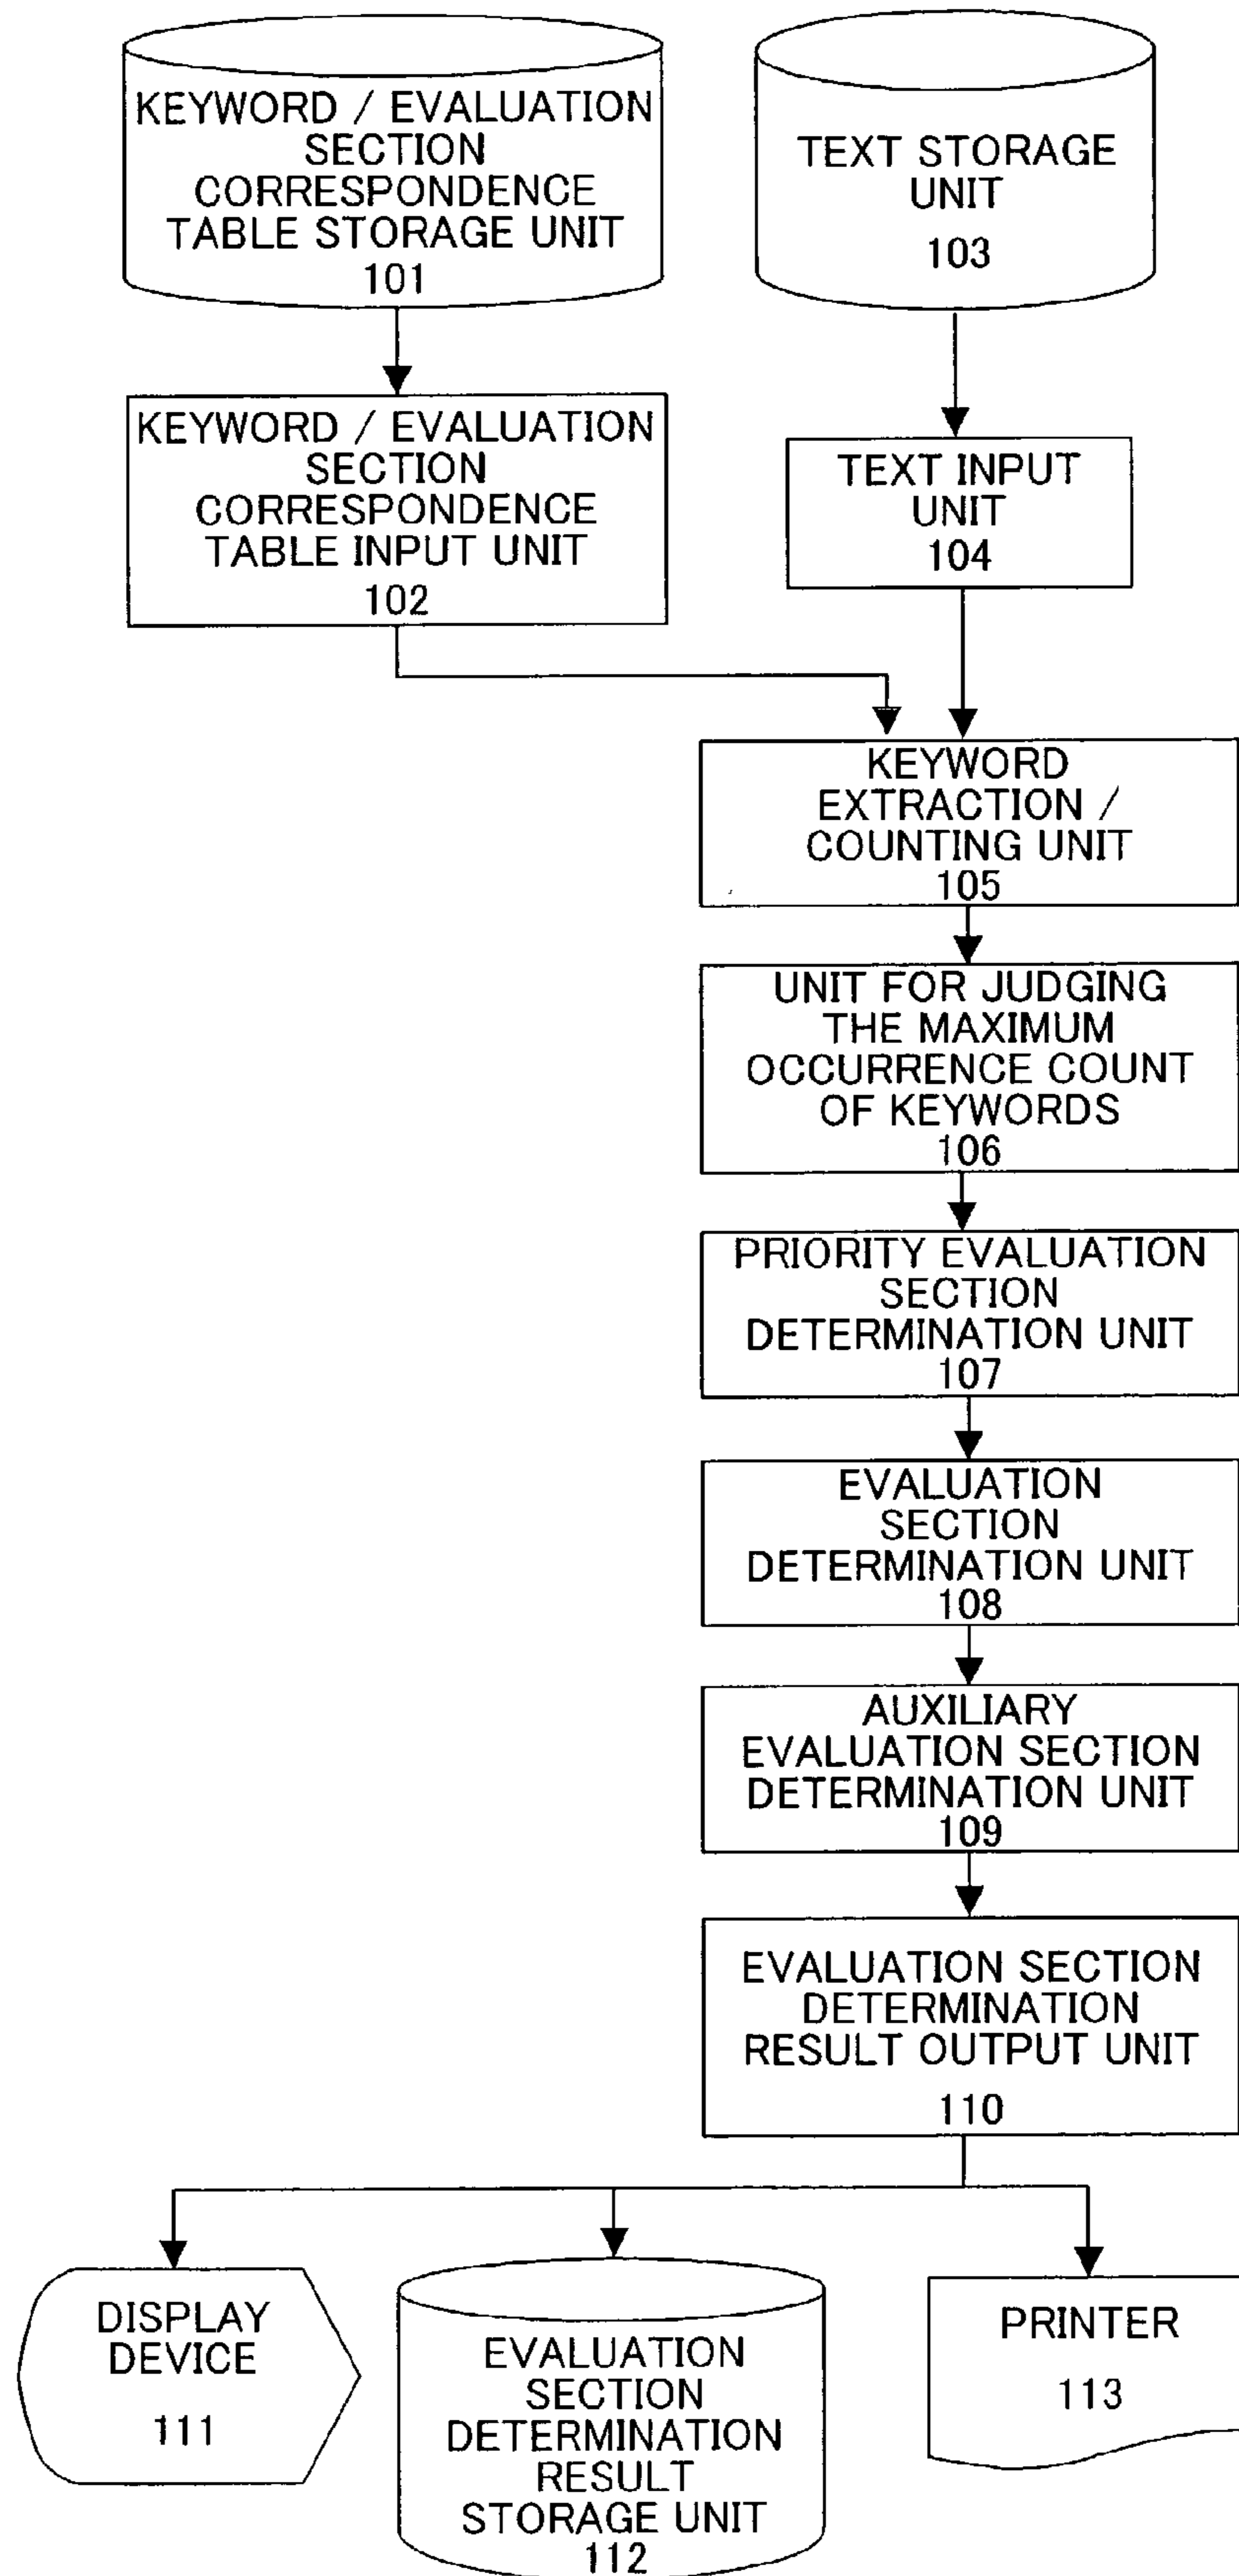 KEYWORD / EVALUATION
SECTION
CORRESPONDENCE
TABLE STORAGE UNIT
101
TEXT STORAGE
UNIT
103
KEYWORD / EVALUATION
SECTION
CORRESPONDENCE
TABLE INPUT UNIT
102
TEXT INPUT
UNIT
104
KEYWORD
EXTRACTION /
COUNTING UNIT
105
UNIT FOR JUDGING
THE MAXIMUM
OCCURRENCE COUNT
OF KEYWORDS
106
PRIORITY EVALUATION
SECTION
DETERMINATION UNIT
107
EVALUATION
SECTION
DETERMINATION UNIT
108
AUXILIARY
EVALUATION SECTION
DETERMINATION UNIT
109
EVALUATION SECTION
DETERMINATION
RESULT OUTPUT UNIT
110
DISPLAY
DEVICE
111
EVALUATION
SECTION
DETERMINATION
RESULT
STORAGE UNIT
112
PRINTER
113